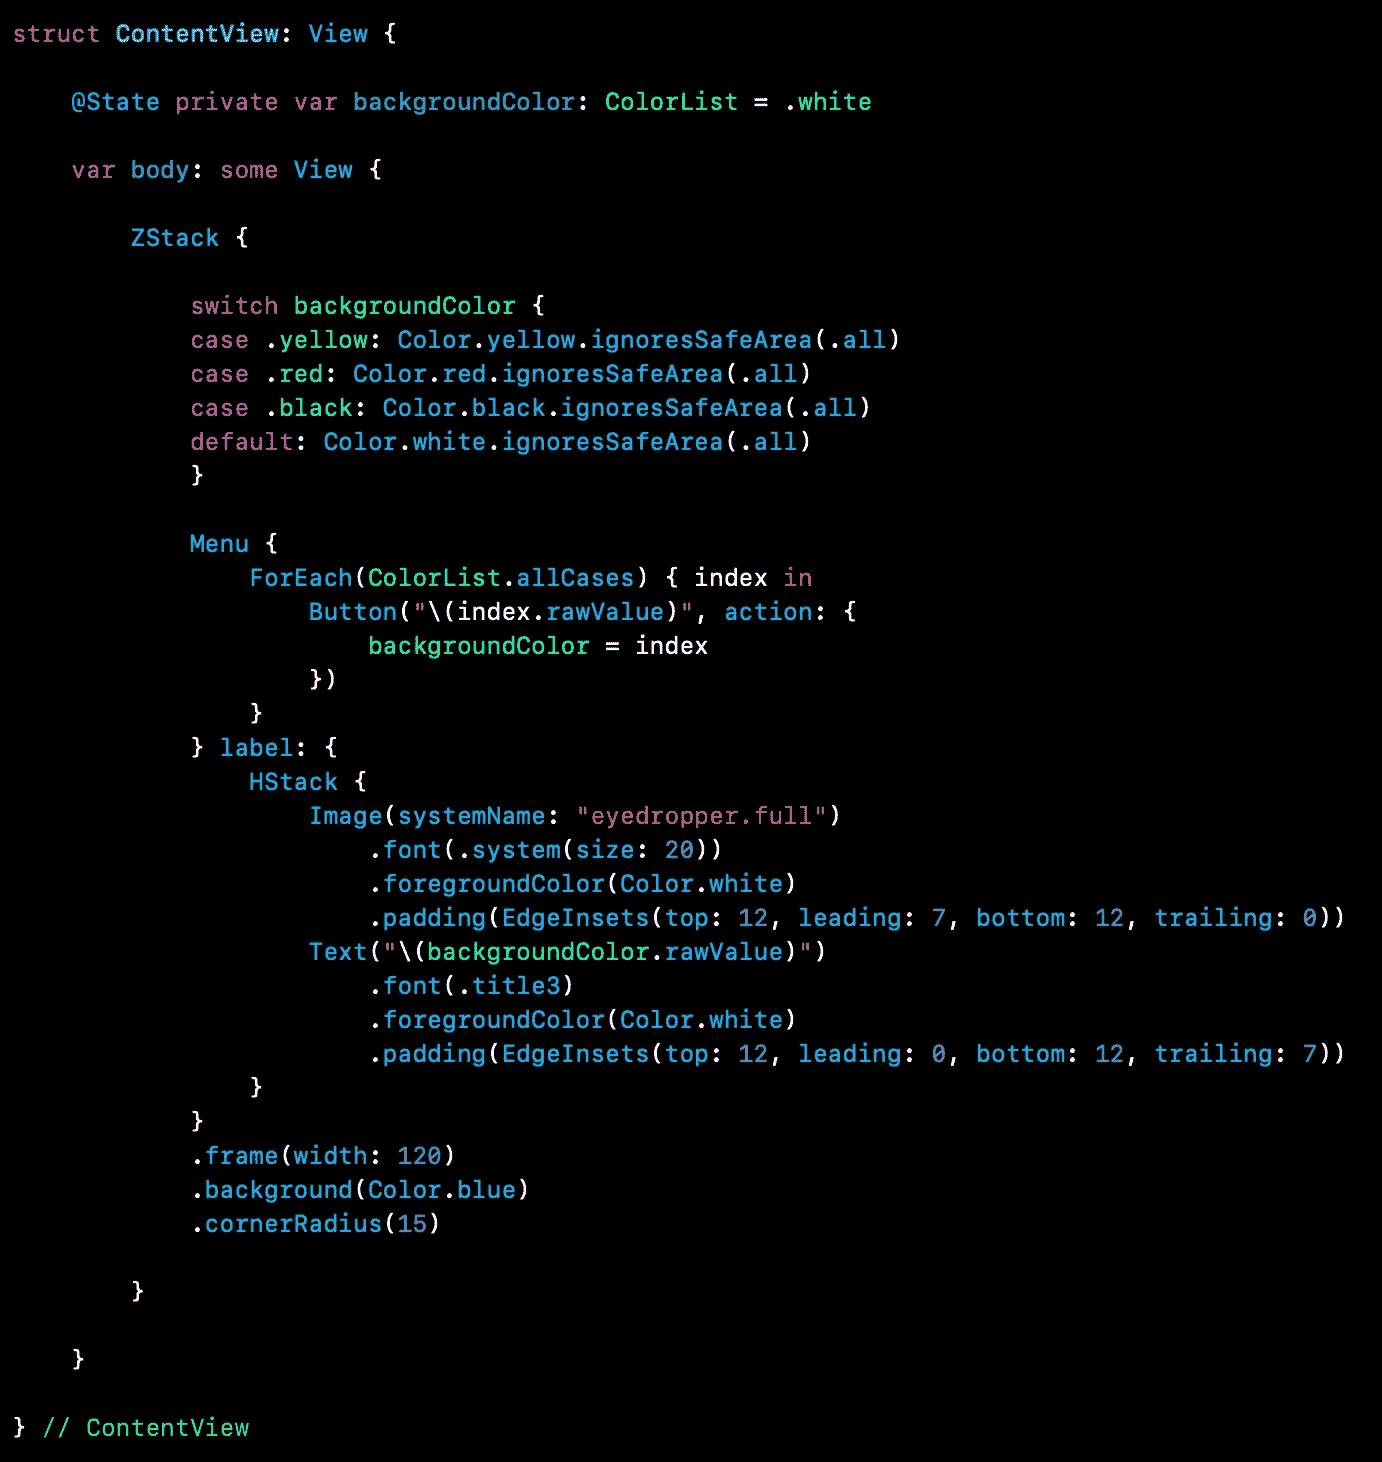 struct ContentView: View {
@State private var backgroundColor: ColorList = .white
var body: some View {
ZStack {
switch backgroundColor {
case .yellow: Color.yellow.ignoresSafeArea(.all)
case .red: Color.red.ignoresSafeArea(.all)
case .black: Color.black.ignoresSafeArea(.all)
default: Color.white.ignoresSafeArea(.all)
}
Menu {
ForEach(ColorList.allCases) { index in
Button("\(index.rawValue)", action: {
backgroundColor = index
})
}
} label: {
HStack {
Image(systemName: "eyedropper.full")
.font(.system(size: 20))
.foregroundColor(Color.white)
.padding(EdgeInsets(top: 12, leading: 7, bottom: 12, trailing: 0))
Text("\(backgroundColor.rawValue)")
.font(.title3)
.foregroundColor(Color.white)
.padding(EdgeInsets(top: 12, leading: 0, bottom: 12, trailing: 7))
}
}
.frame(width: 120)
.background(Color.blue)
.cornerRadius(15)
}
}
} // ContentView